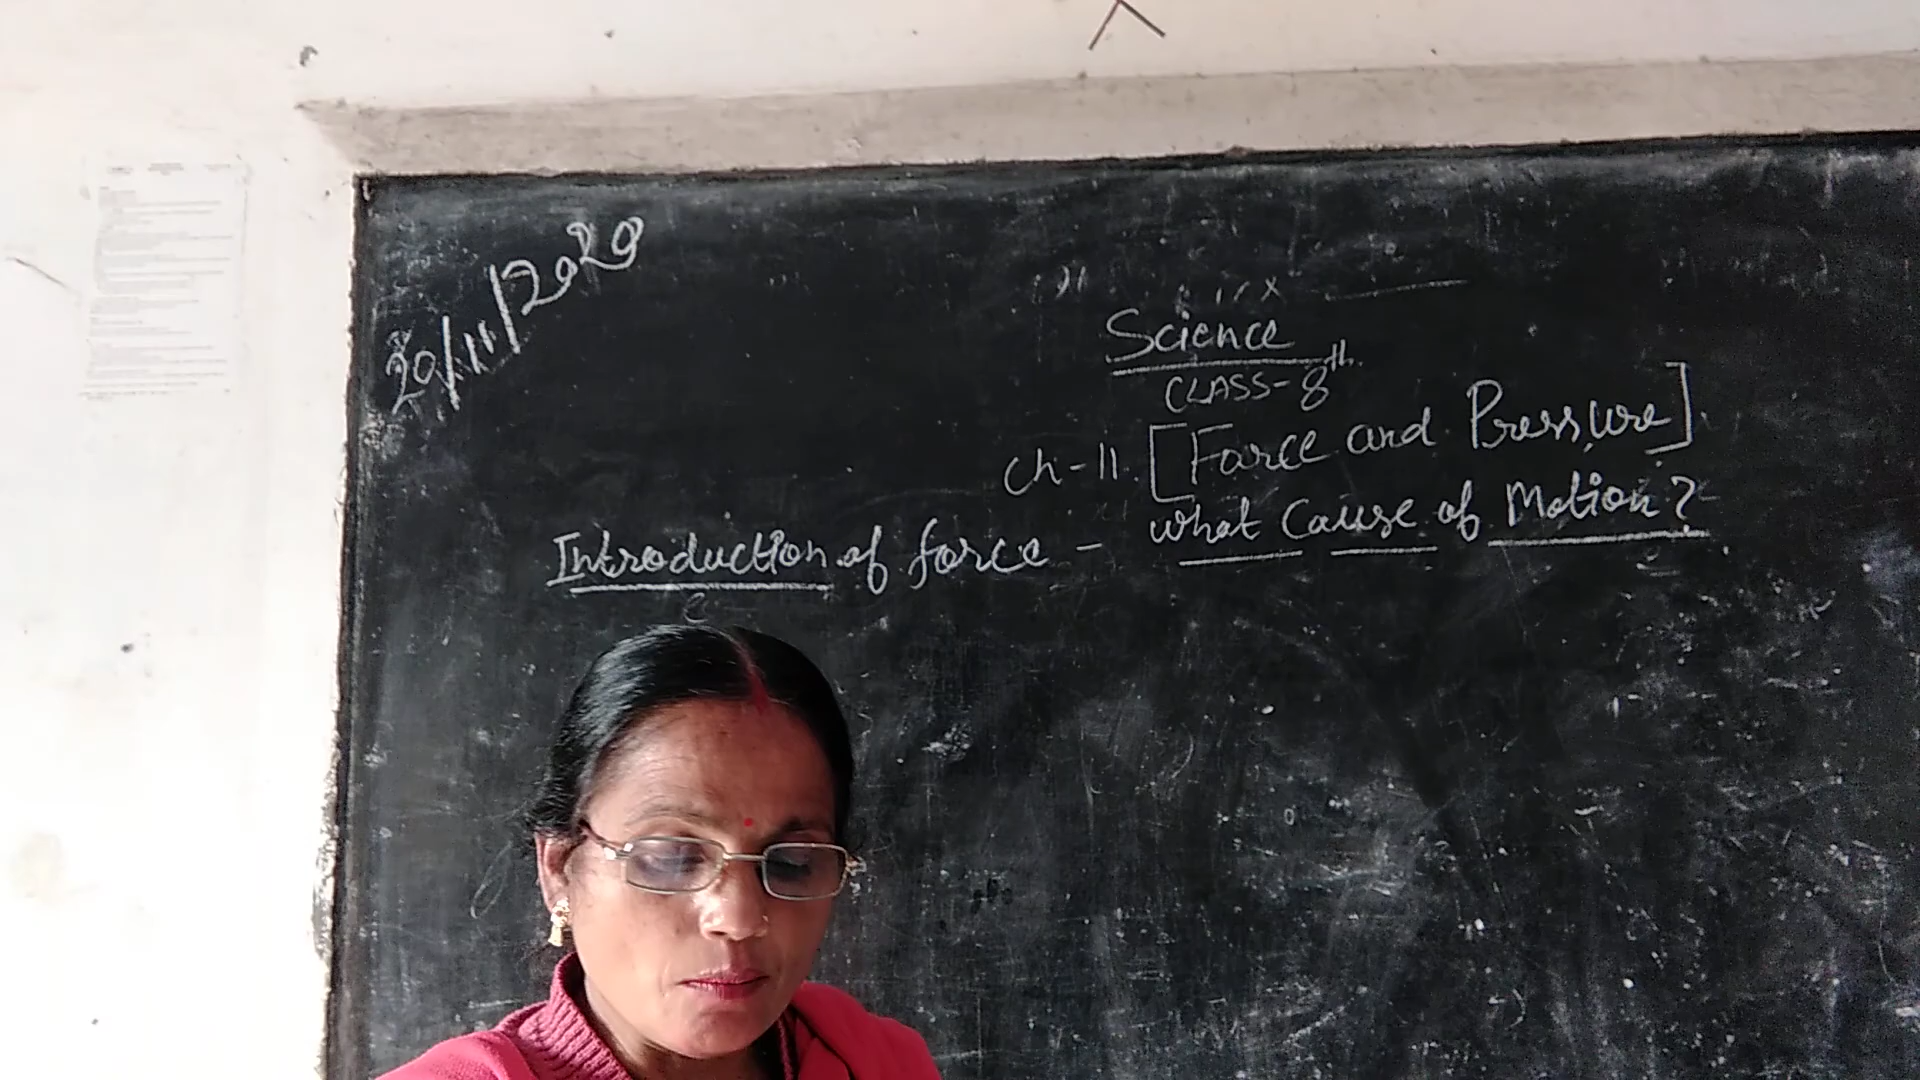 20/11/2020
Science
CLASS-8th
Ch-11. [Force and Pressure]
Introduction of force - what Cause of Motion?